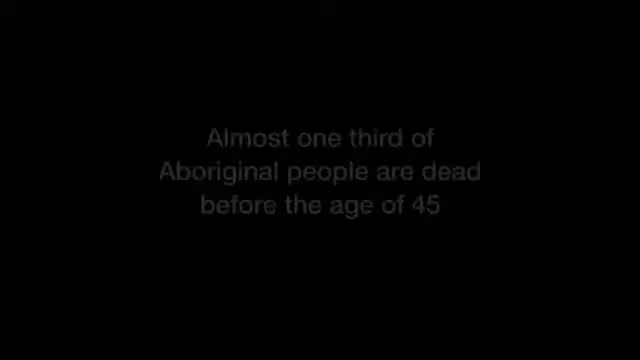 Almost one third of
Aboriginal people are dead
before the age of 45